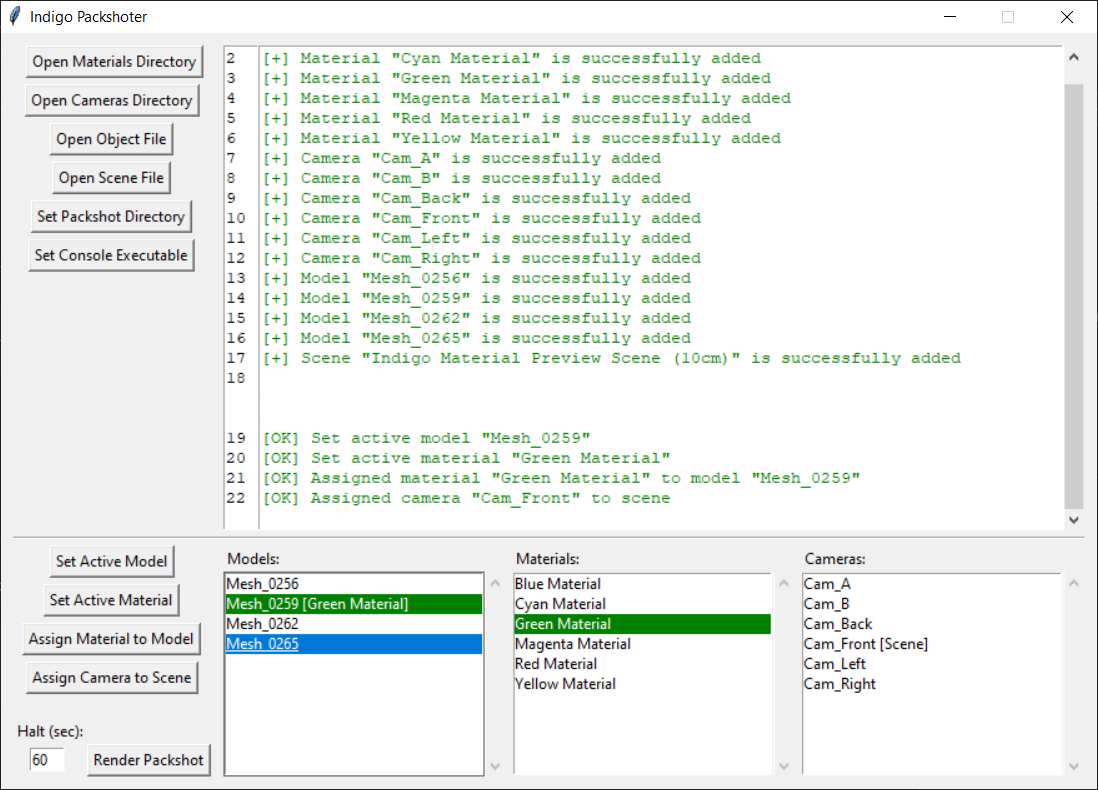 Indigo Packshoter
Open Materials Directory
Open Cameras Directory
Open Object File
Open Scene File
Set Packshot Directory
Set Console Executable
2 [+] Material "Cyan Material" is successfully added
3 [+] Material "Green Material" is successfully added
4 [+] Material "Magenta Material" is successfully added
5 [+] Material "Red Material" is successfully added
6 [+] Material "Yellow Material" is successfully added
7 [+] Camera "Cam_A" is successfully added
8 [+] Camera "Cam_B" is successfully added
9 [+] Camera "Cam_Back" is successfully added
10 [+] Camera "Cam_Front" is successfully added
11 [+] Camera "Cam_Left" is successfully added
12 [+] Camera "Cam_Right" is successfully added
13 [+] Model "Mesh_0256" is successfully added
14 [+] Model "Mesh_0259" is successfully added
15 [+] Model "Mesh_0262" is successfully added
16 [+] Model "Mesh_0265" is successfully added
17 [+] Scene "Indigo Material Preview Scene (10cm)" is successfully added
18
19 [OK] Set active model "Mesh_0259"
20 [OK] Set active material "Green Material"
21 [OK] Assigned material "Green Material" to model "Mesh_0259"
22 [OK] Assigned camera "Cam_Front" to scene
Set Active Model
Set Active Material
Assign Material to Model
Assign Camera to Scene
Halt (sec):
60
Render Packshot
Models:
Mesh_0256
Mesh_0259 [Green Material]
Mesh_0262
Mesh_0265
Materials:
Blue Material
Cyan Material
Green Material
Magenta Material
Red Material
Yellow Material
Cameras:
Cam_A
Cam_B
Cam_Back
Cam_Front [Scene]
Cam_Left
Cam_Right